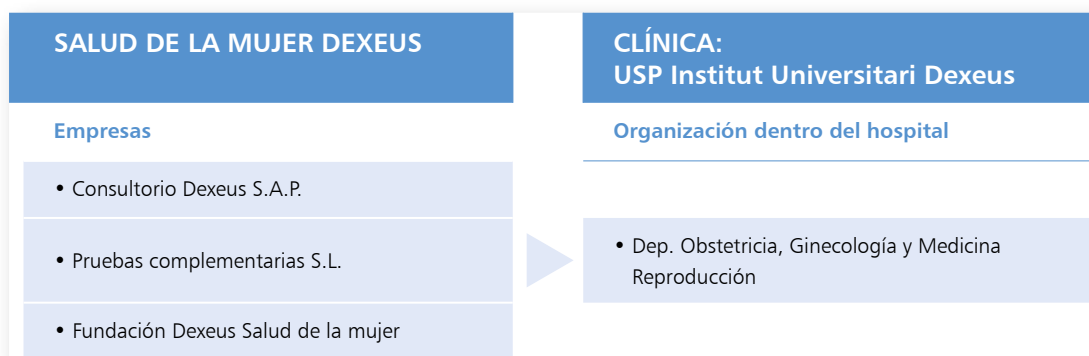 SALUD DE LA MUJER DEXEUS
Empresas
• Consultorio Dexeus S.A.P.
• Pruebas complementarias S.L.
• Fundación Dexeus Salud de la mujer
CLÍNICA:
USP Institut Universitari Dexeus
Organización dentro del hospital
• Dep. Obstetricia, Ginecología y Medicina
Reproducción